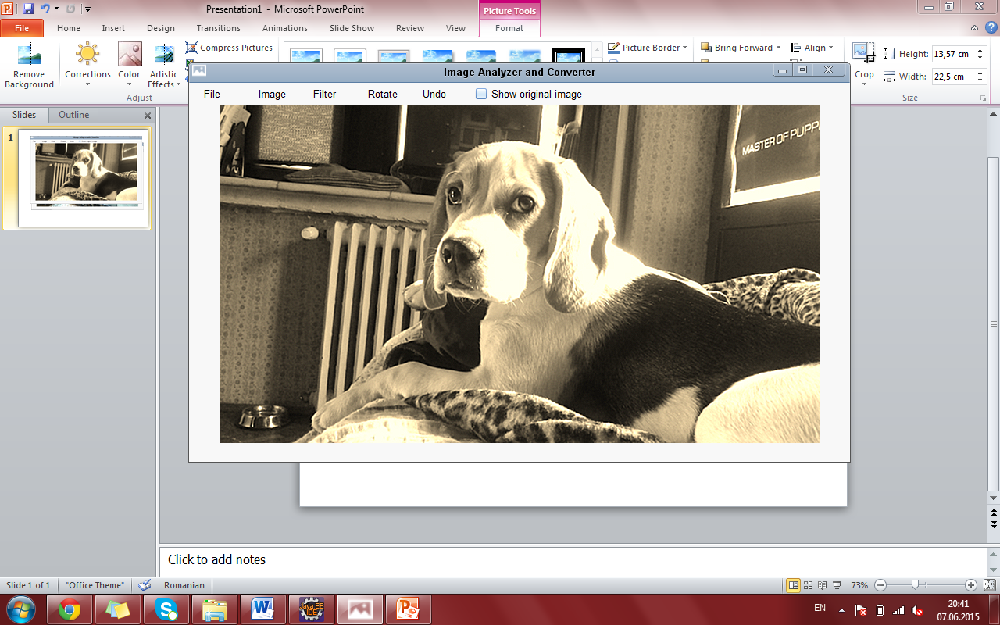 Presentation1 - Microsoft PowerPoint
Picture Tools
File Home Insert Design Transitions Animations Slide Show Review View Format
Remove Background
Corrections
Color
Artistic Effects
Compress Pictures
Picture Border
Bring Forward
Align
Crop
Height: 13,57 cm
Width: 22,5 cm
Adjust
Size
Image Analyzer and Converter
File Image Filter Rotate Undo Show original image
MASTER OF PUPP
Slides Outline
1
Click to add notes
Slide 1 of 1 "Office Theme" Romanian 73%
Java EE
IDE
EN
20:41
07.06.2015